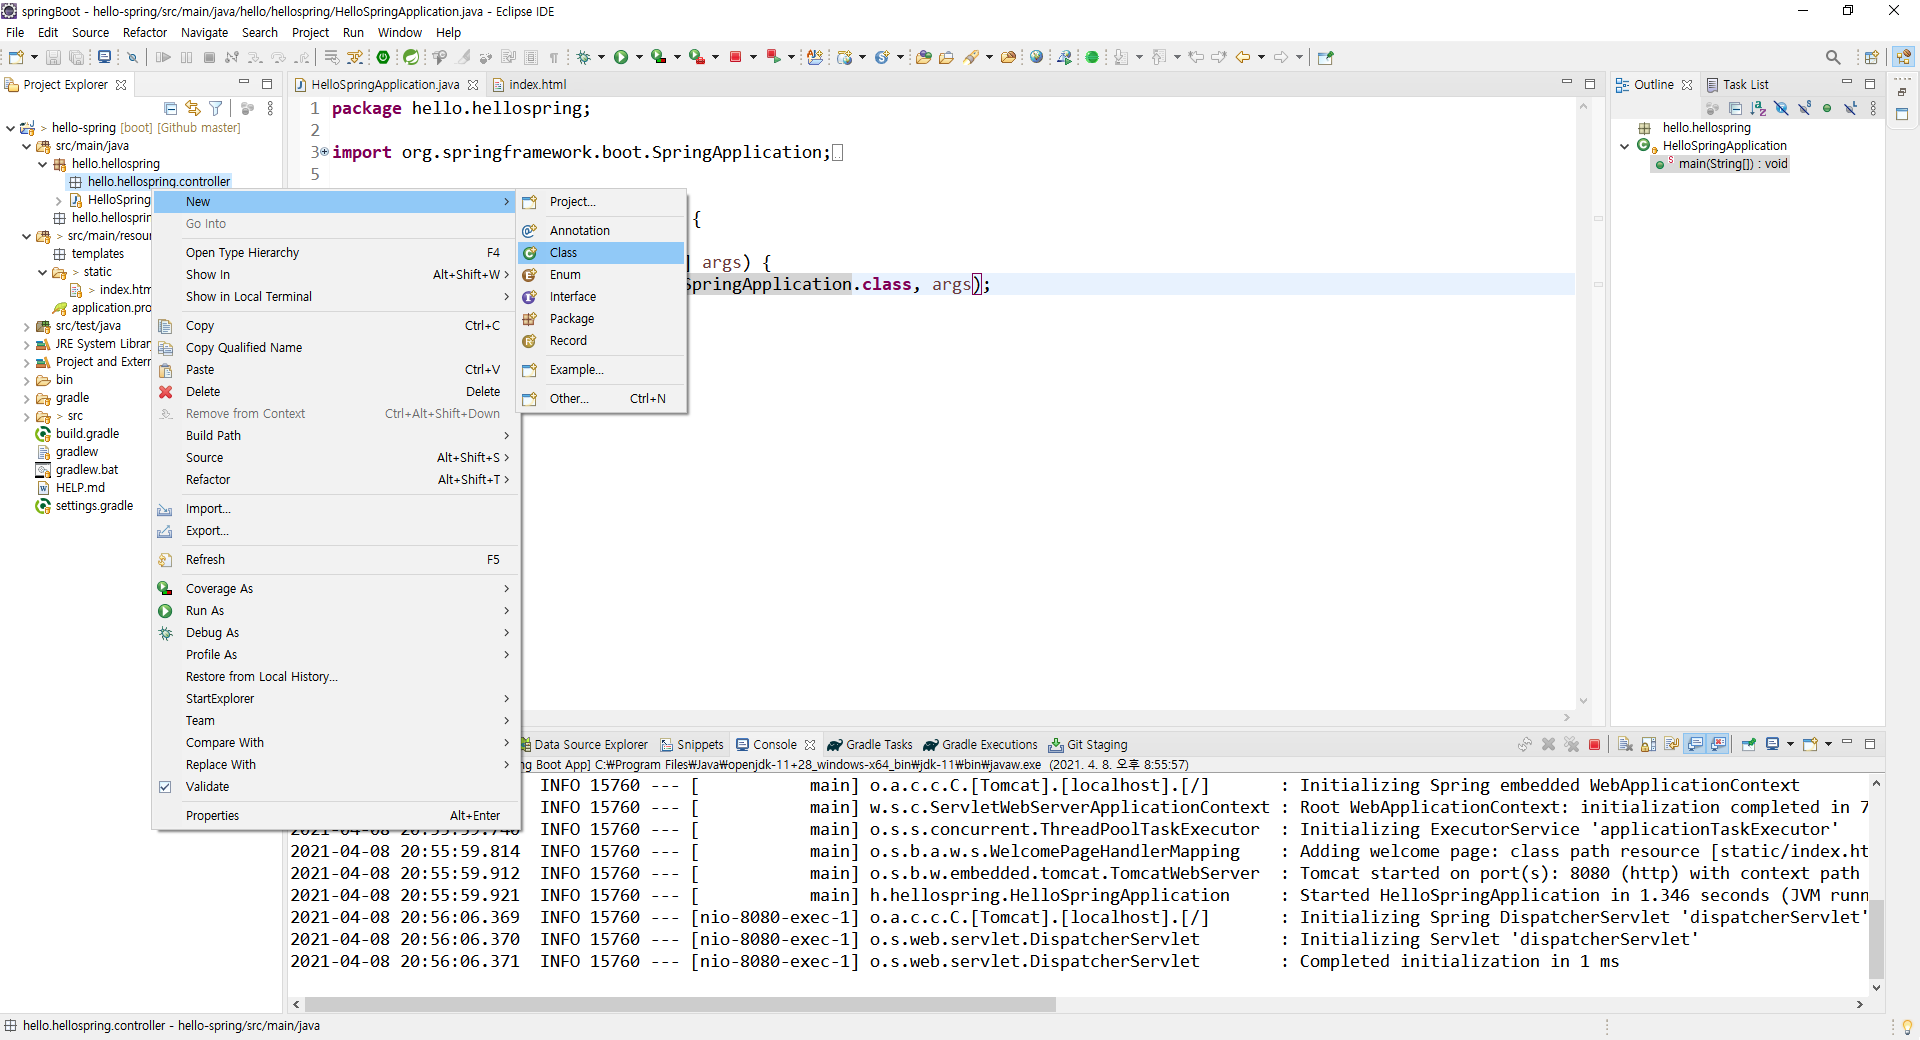 springBoot - hello-spring/src/main/java/hello/hellospring/HelloSpringApplication.java - Eclipse IDE
File Edit Source Refactor Navigate Search Project Run Window Help
Project Explorer
> hello-spring [boot] [Github master]
src/main/java
hello.hellospring
hello.hellospring.controller
HelloSpring
hello.hellosprin
> src/main/resou
templates
> static
> index.htm
application.pro
src/test/java
JRE System Library
Project and Exter
bin
gradle
> src
build.gradle
gradlew
gradlew.bat
HELP.md
settings.gradle
New
Go Into
Open Type Hierarchy F4
Show In Alt+Shift+W >
Show in Local Terminal
Copy Ctrl+C
Copy Qualified Name
Paste Ctrl+V
Delete Delete
Remove from Context Ctrl+Alt+Shift+Down
Build Path
Source Alt+Shift+S >
Refactor Alt+Shift+T >
Import...
Export...
Refresh F5
Coverage As
Run As
Debug As
Profile As
Restore from Local History...
StartExplorer
Team
Compare With
Replace With
Validate
Properties Alt+Enter
Project...
Annotation
Class
Enum
Interface
Package
Record
Example...
Other... Ctrl+N
HelloSpringApplication.java index.html
1 package hello.hellospring;
2
3 import org.springframework.boot.SpringApplication;
5
{
] args) {
SpringApplication.class, args);
Outline Task List
hello.hellospring
HelloSpringApplication
main(String[]) : void
Data Source Explorer Snippets Console Gradle Tasks Gradle Executions Git Staging
ng Boot App] C:₩Program Files₩Java₩openjdk-11+28_windows-x64_bin₩jdk-11₩bin₩javaw.exe (2021. 4. 8. 오후 8:55:57)
INFO 15760 --- [ main] o.a.c.c.C.[Tomcat].[localhost].[/] : Initializing Spring embedded WebApplicationContext
INFO 15760 --- [ main] w.s.c.ServletWebServerApplicationContext : Root WebApplicationContext: initialization completed in 7
2021-04-08 20:55:59.740 INFO 15760 --- [ main] o.s.s.concurrent.ThreadPoolTaskExecutor : Initializing ExecutorService 'applicationTaskExecutor'
2021-04-08 20:55:59.814 INFO 15760 --- [ main] o.s.b.a.w.s.WelcomePageHandlerMapping : Adding welcome page: class path resource [static/index.ht
2021-04-08 20:55:59.912 INFO 15760 --- [ main] o.s.b.w.embedded.tomcat.TomcatWebServer : Tomcat started on port(s): 8080 (http) with context path
2021-04-08 20:55:59.921 INFO 15760 --- [ main] h.hellospring.HelloSpringApplication : Started HelloSpringApplication in 1.346 seconds (JVM runn
2021-04-08 20:56:06.369 INFO 15760 --- [nio-8080-exec-1] o.a.c.c.C.[Tomcat].[localhost].[/] : Initializing Spring DispatcherServlet 'dispatcherServlet'
2021-04-08 20:56:06.370 INFO 15760 --- [nio-8080-exec-1] o.s.web.servlet.DispatcherServlet : Initializing Servlet 'dispatcherServlet'
2021-04-08 20:56:06.371 INFO 15760 --- [nio-8080-exec-1] o.s.web.servlet.DispatcherServlet : Completed initialization in 1 ms
hello.hellospring.controller - hello-spring/src/main/java